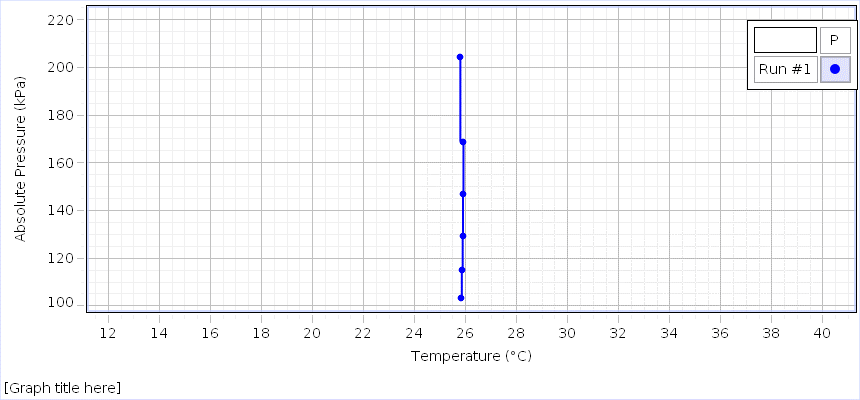 220
200
180
160
140
120
100
Absolute Pressure (kPa)
P
Run #1
12 14 16 18 20 22 24 26 28 30 32 34 36 38 40
Temperature (°C)
[Graph title here]